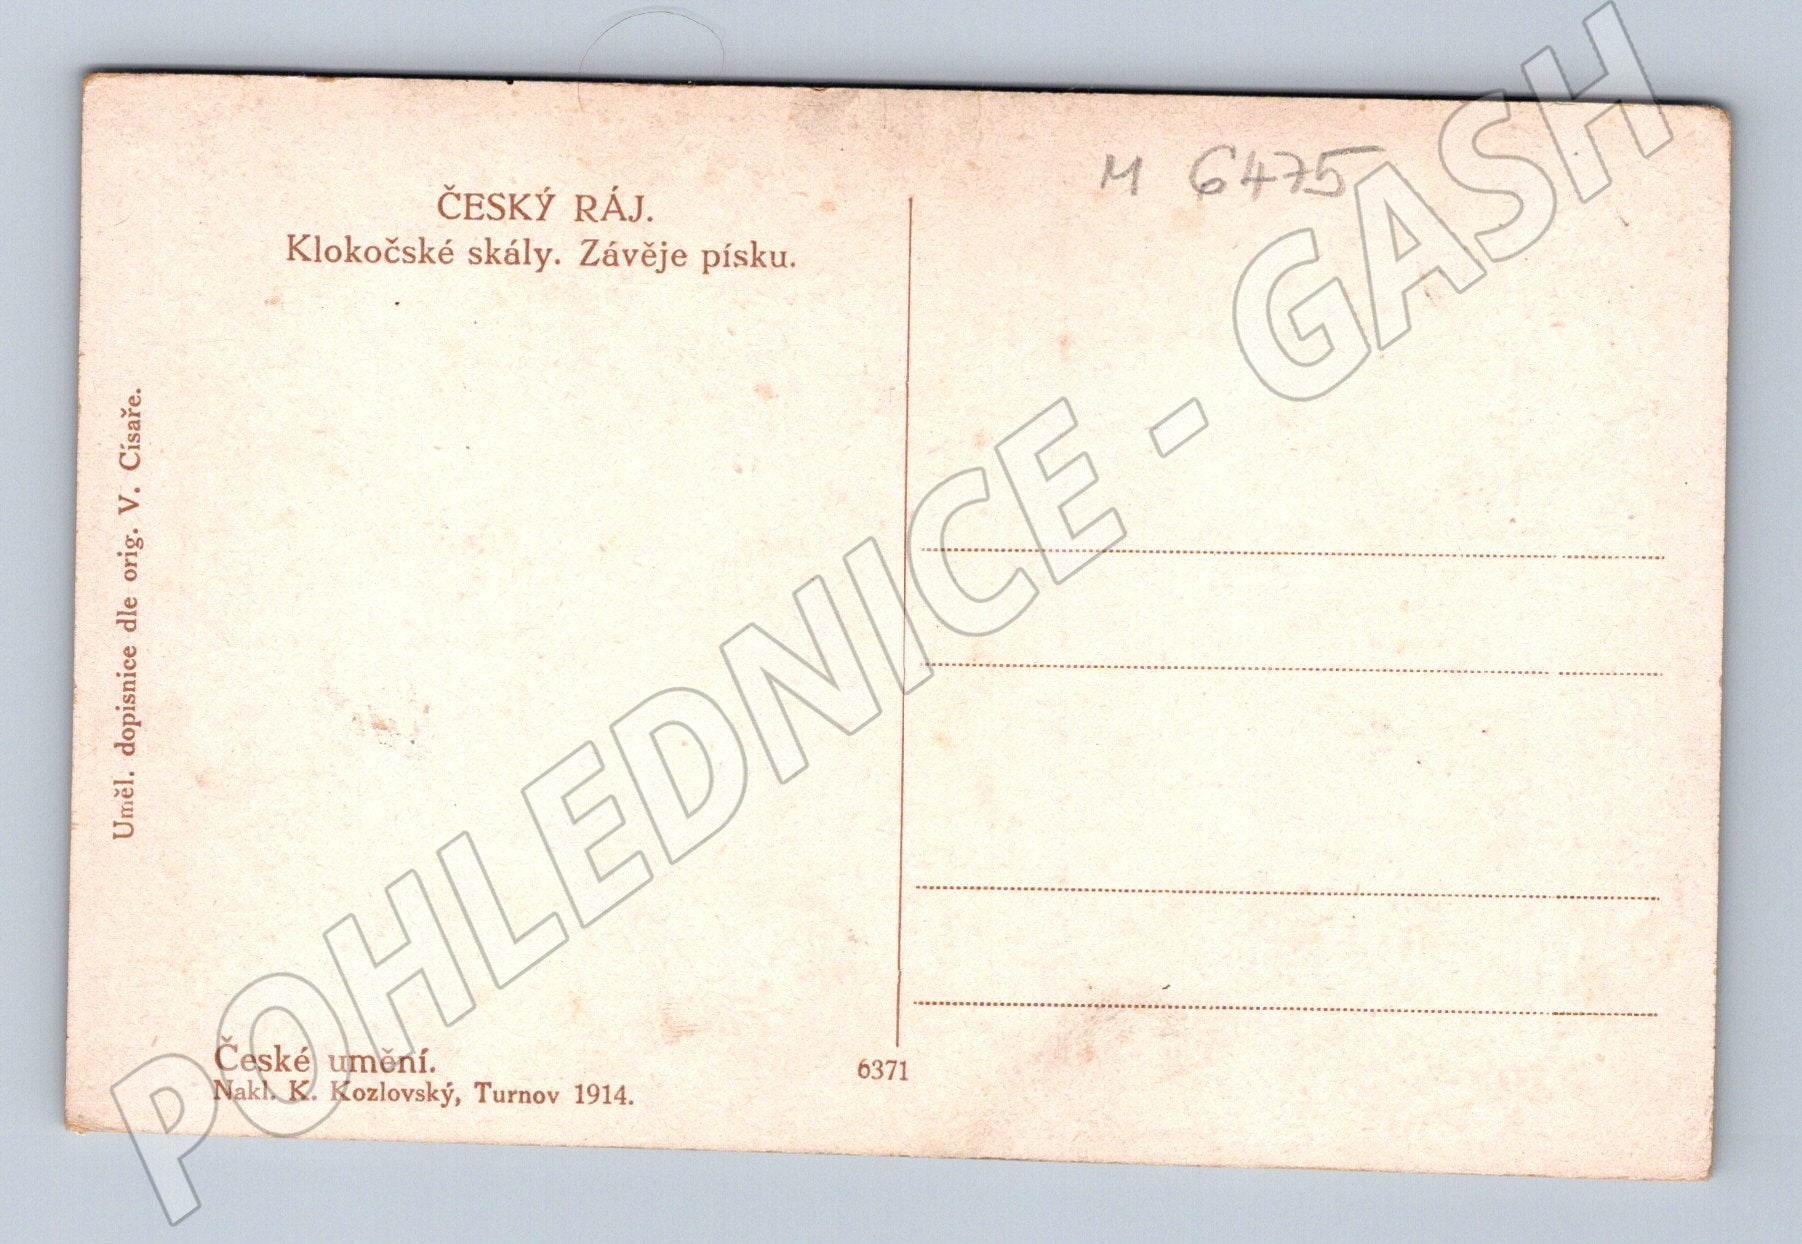 ČESKÝ RÁJ.
Klokočské skály. Závěje písku.
M 6475
Uměl. dopisnice dle orig. V. Císaře.
České umění.
Nakl. K. Kozlovský, Turnov 1914.
6371
POHLEDNICE - GASH